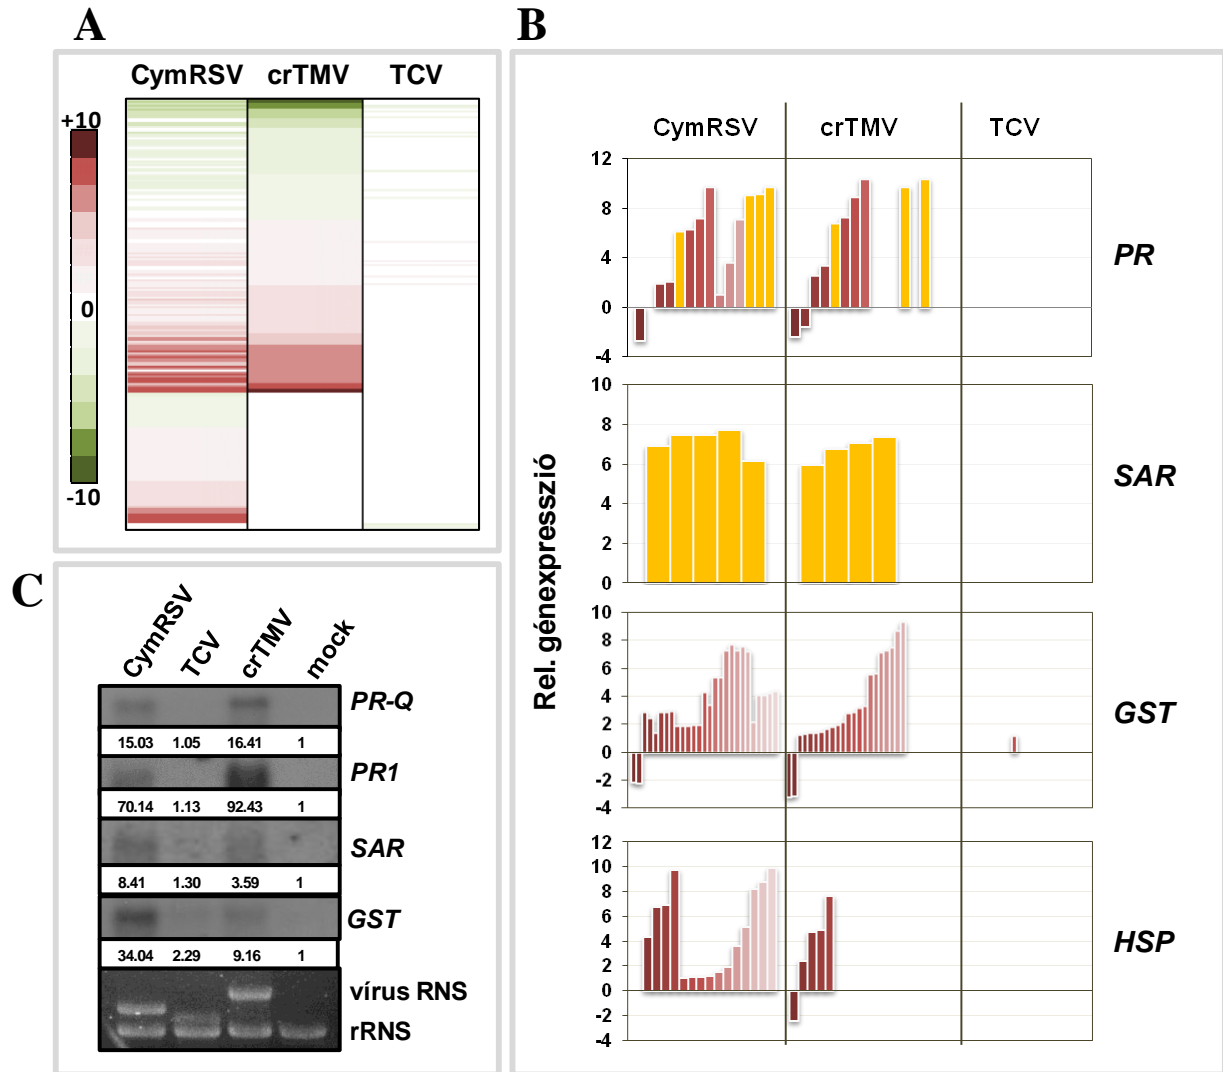 A
CymRSV crTMV TCV
+10
0
-10
B
CymRSV crTMV TCV
Rel. génexpresszió
12
8
4
0
-4
PR
10
8
6
4
2
0
SAR
10
8
6
4
2
0
-2
-4
GST
12
10
8
6
4
2
0
-2
-4
HSP
C
CymRSV TCV crTMV mock
PR-Q
15.03 1.05 16.41 1
PR1
70.14 1.13 92.43 1
SAR
8.41 1.30 3.59 1
GST
34.04 2.29 9.16 1
vírus RNS
rRNS